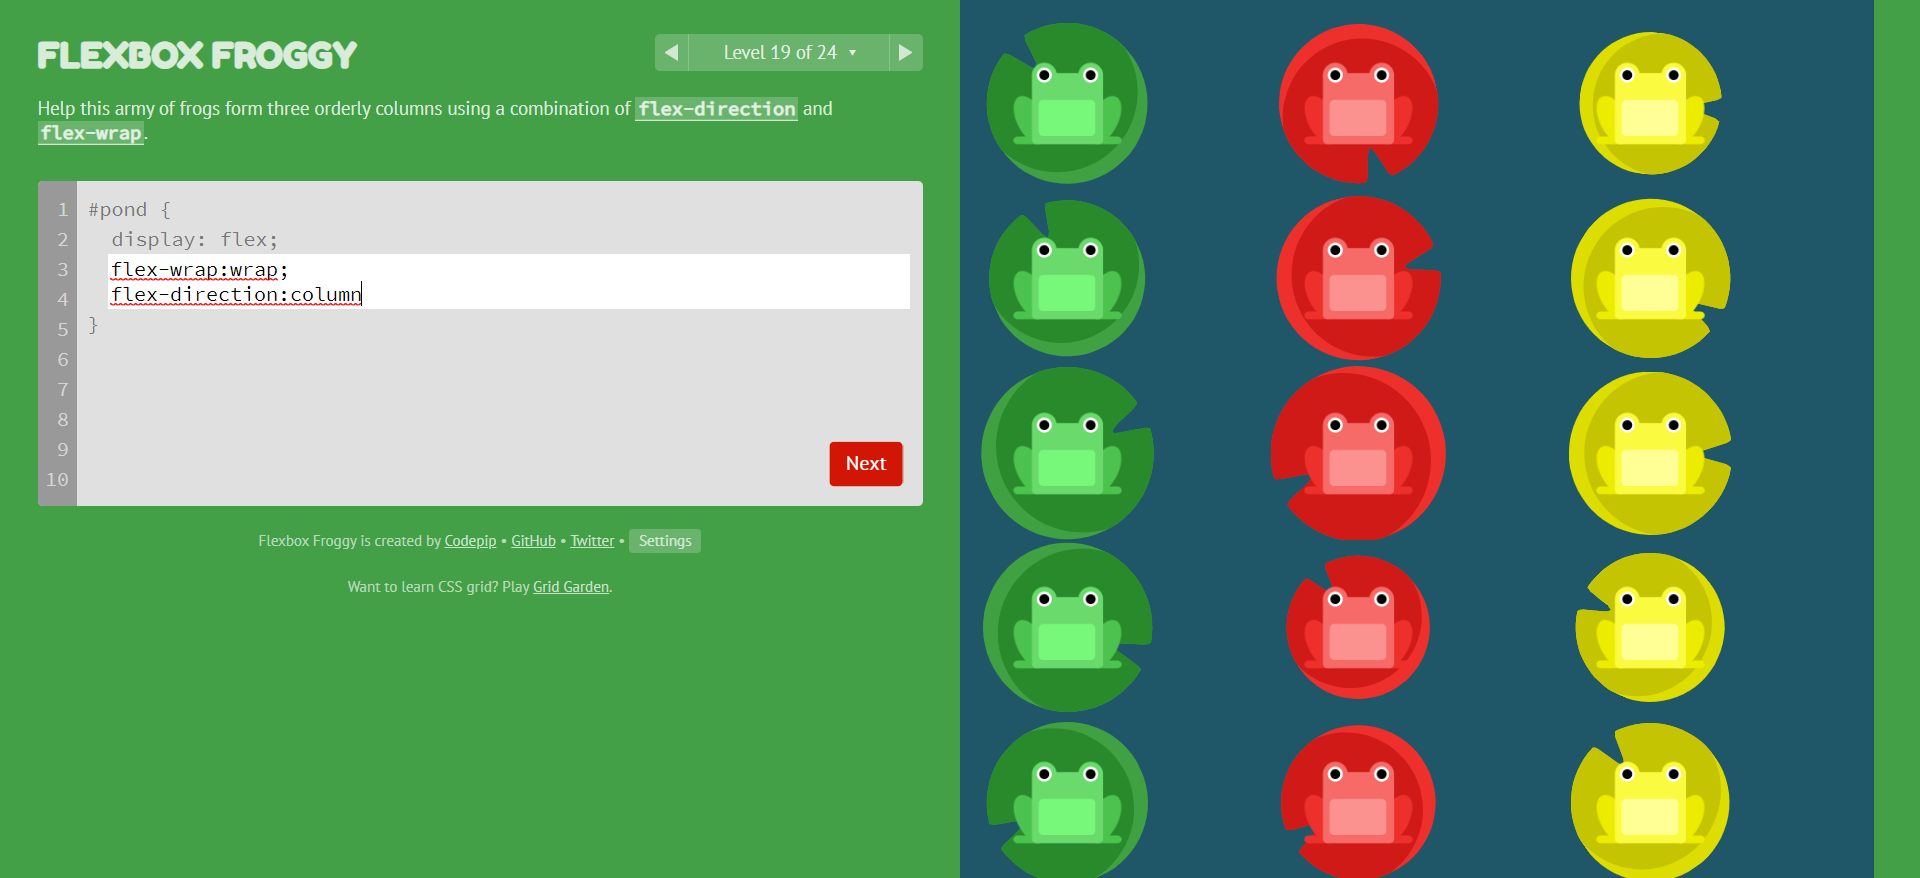 FLEXBOX FROGGY
◀ Level 19 of 24 ▼ ▶
Help this army of frogs form three orderly columns using a combination of flex-direction and
flex-wrap.
1 #pond {
2 display: flex;
3 flex-wrap:wrap;
4 flex-direction:column
5 }
6
7
8
9
10
Next
Flexbox Froggy is created by Codepip • GitHub • Twitter • Settings
Want to learn CSS grid? Play Grid Garden.